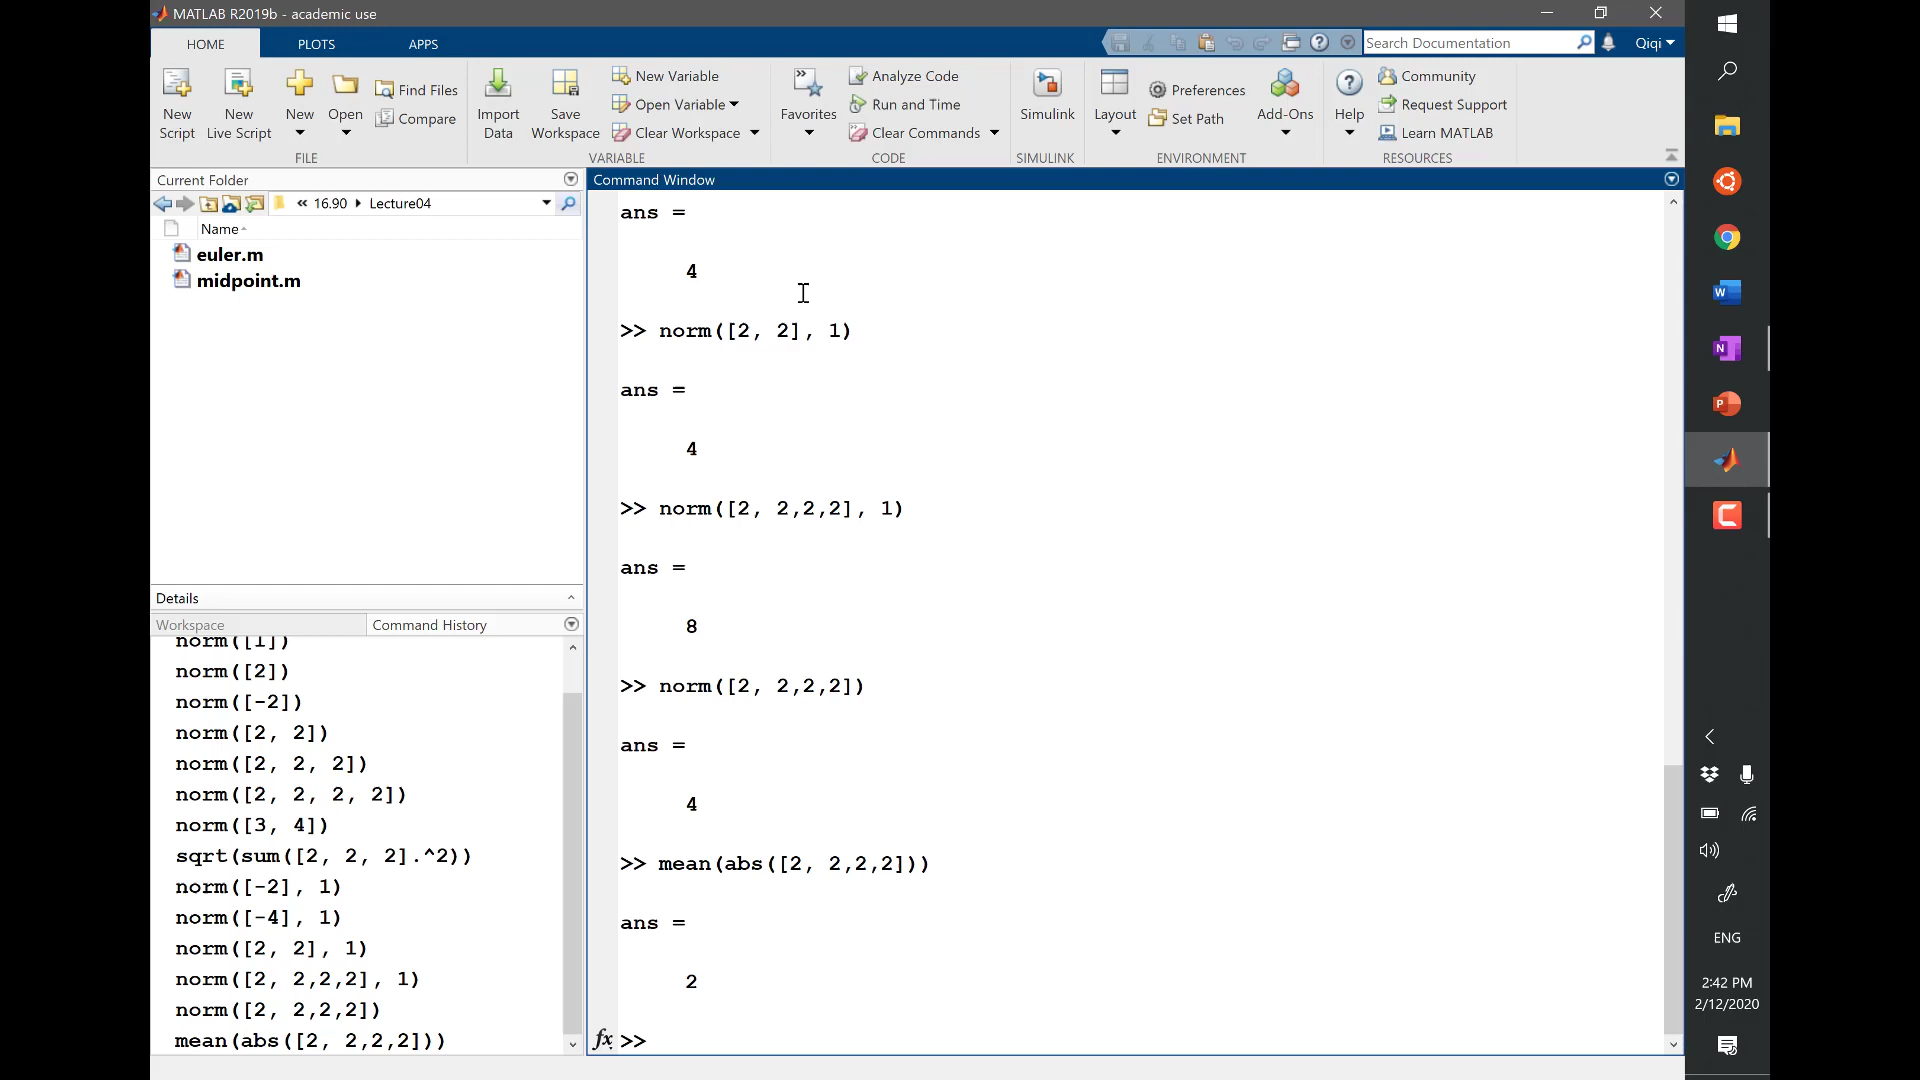 MATLAB R2019b - academic use
HOME PLOTS APPS
Search Documentation
Qiqi
New Script
New Live Script
New
Open
Find Files
Compare
FILE
Import Data
Save Workspace
New Variable
Open Variable
Clear Workspace
VARIABLE
Favorites
Analyze Code
Run and Time
Clear Commands
CODE
Simulink
SIMULINK
Layout
Preferences
Set Path
Add-Ons
ENVIRONMENT
Help
Community
Request Support
Learn MATLAB
RESOURCES
Current Folder
« 16.90 Lecture04
Name
euler.m
midpoint.m
Details
Workspace
Command History
norm([1])
norm([2])
norm([-2])
norm([2, 2])
norm([2, 2, 2])
norm([2, 2, 2, 2])
norm([3, 4])
sqrt(sum([2, 2, 2].^2))
norm([-2], 1)
norm([-4], 1)
norm([2, 2], 1)
norm([2, 2,2,2], 1)
norm([2, 2,2,2])
mean(abs([2, 2,2,2]))
Command Window
ans =
4
>> norm([2, 2], 1)
ans =
4
>> norm([2, 2,2,2], 1)
ans =
8
>> norm([2, 2,2,2])
ans =
4
>> mean(abs([2, 2,2,2]))
ans =
2
fx >>
ENG
2:42 PM
2/12/2020